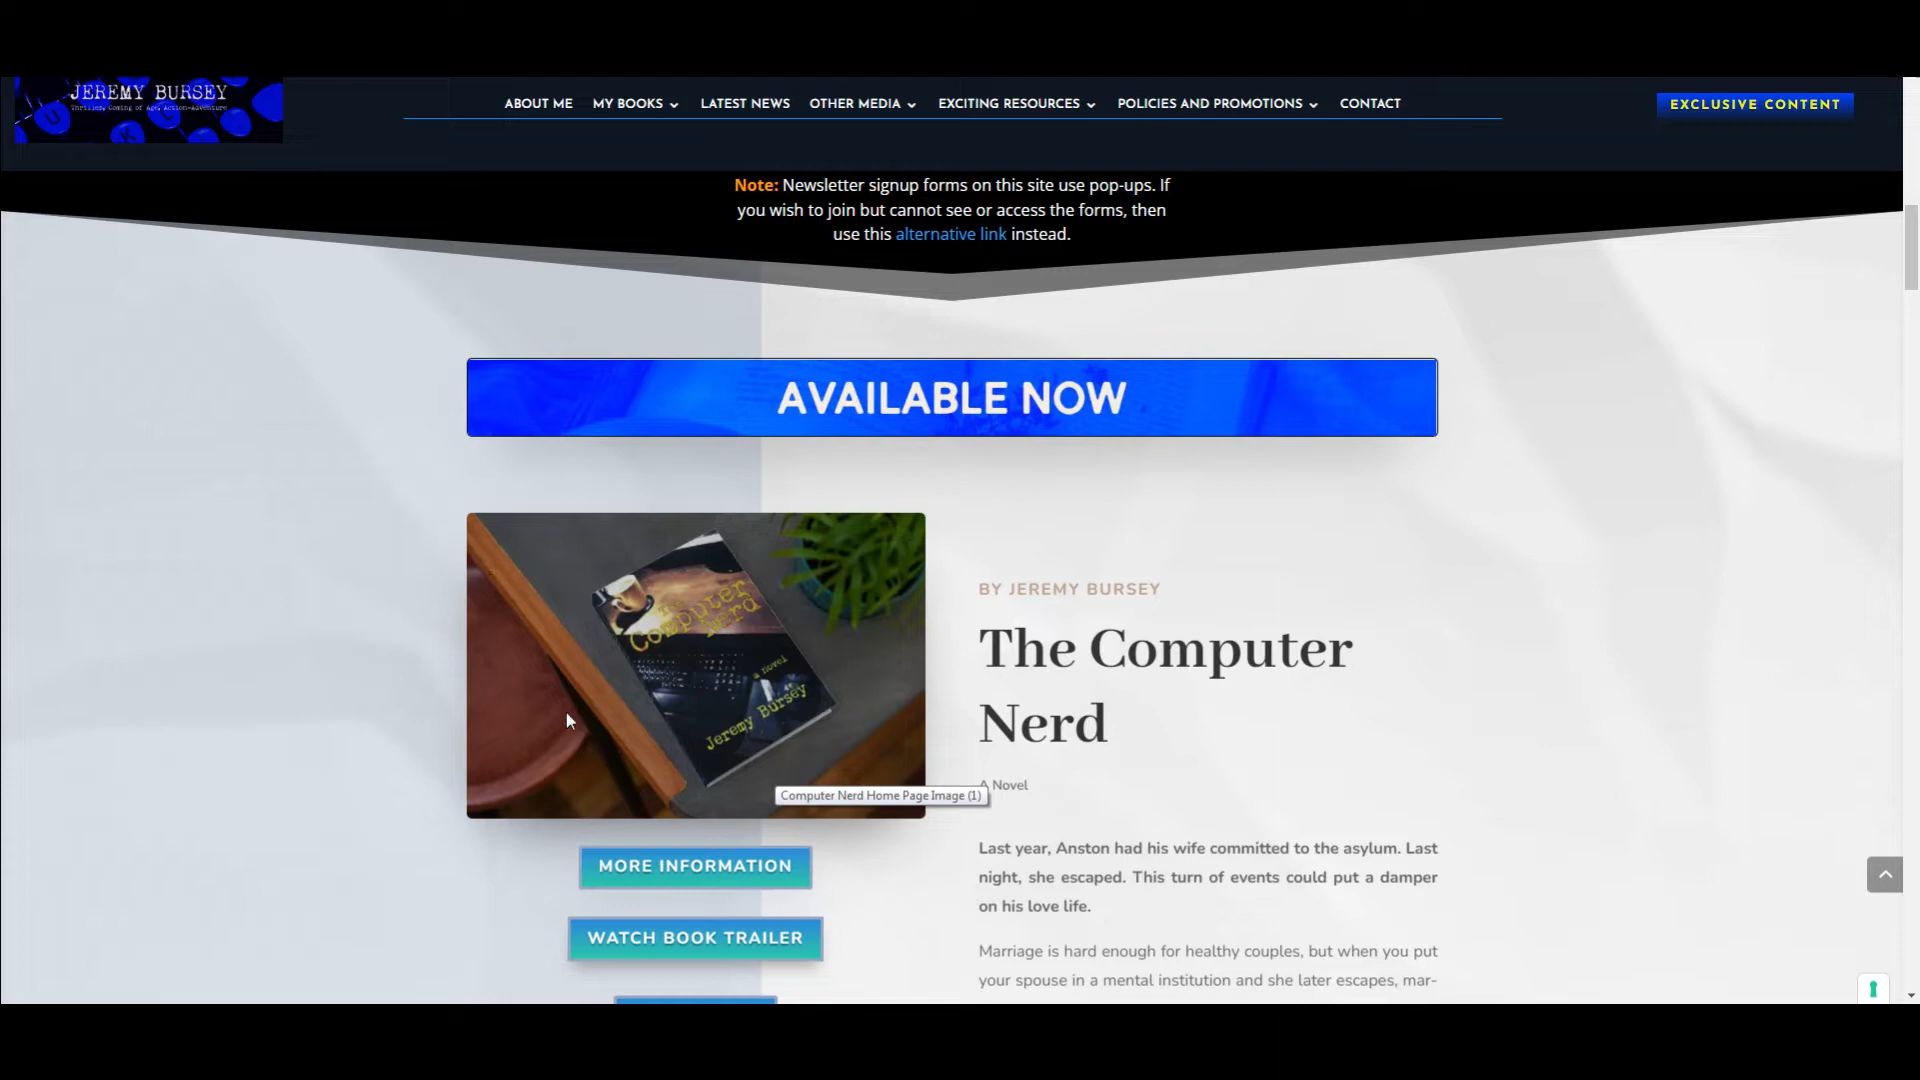 JEREMY BURSEY
Thriller, Coming of Age, Action-Adventure
U
K
ABOUT ME MY BOOKS LATEST NEWS OTHER MEDIA EXCITING RESOURCES POLICIES AND PROMOTIONS CONTACT
EXCLUSIVE CONTENT
Note: Newsletter signup forms on this site use pop-ups. If
you wish to join but cannot see or access the forms, then
use this alternative link instead.
AVAILABLE NOW
The
Computer
Nerd
a novel
Jeremy Bursey
Computer Nerd Home Page Image (1)
MORE INFORMATION
WATCH BOOK TRAILER
BY JEREMY BURSEY
The Computer
Nerd
A Novel
Last year, Anston had his wife committed to the asylum. Last
night, she escaped. This turn of events could put a damper
on his love life.
Marriage is hard enough for healthy couples, but when you put
your spouse in a mental institution and she later escapes, mar-